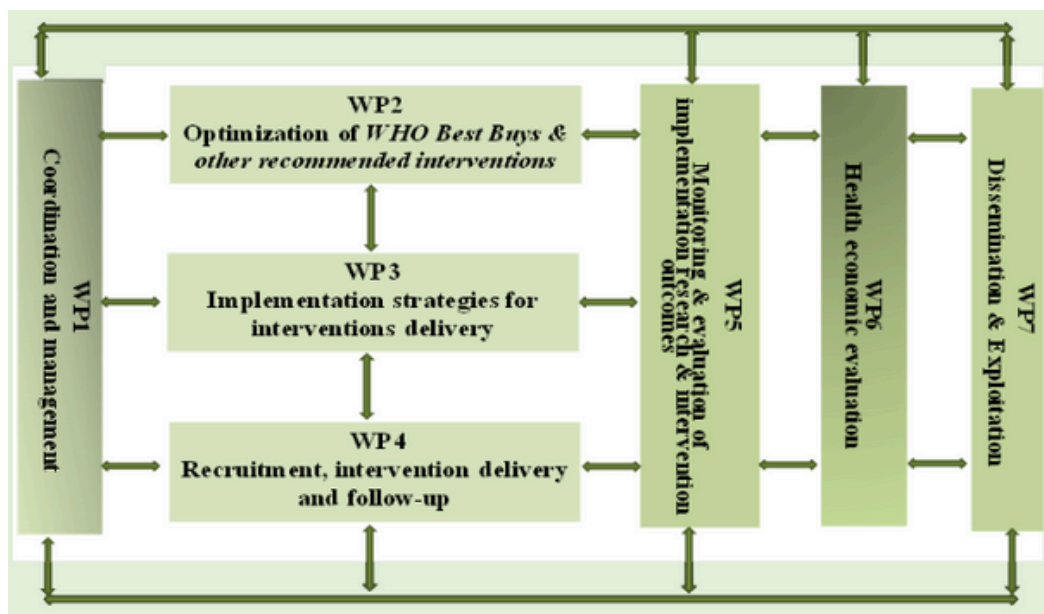 WP1
Coordination and management
WP2
Optimization of WHO Best Buys &
other recommended interventions
WP3
Implementation strategies for
interventions delivery
WP4
Recruitment, intervention delivery
and follow-up
WP5
Monitoring & evaluation of
implementation research & intervention
outcomes
WP6
Health economic evaluation
WP7
Dissemination & Exploitation